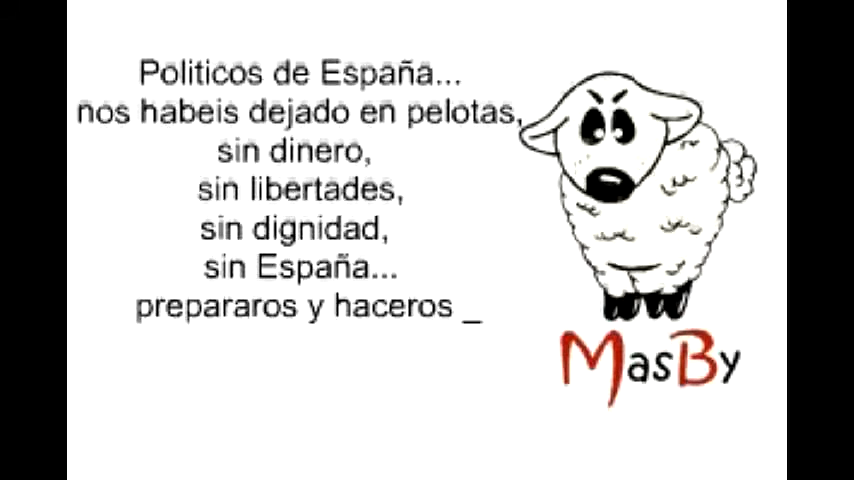 Politicos de España...
nos habeis dejado en pelotas,
sin dinero,
sin libertades,
sin dignidad,
sin España...
prepararos y haceros _
MasBy